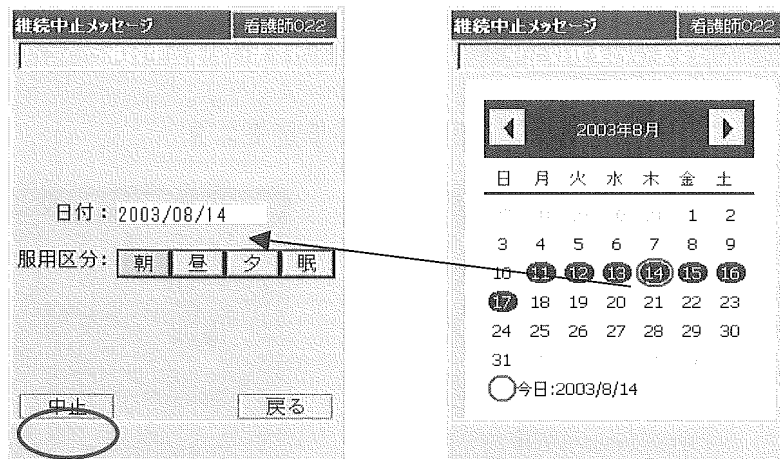 継続中止メッセージ 看護師022
日付：2003/08/14
服用区分： 朝 昼 夕 眠
中止 戻る
継続中止メッセージ 看護師022
2003年8月
日 月 火 水 木 金 土
1 2
3 4 5 6 7 8 9
10 11 12 13 14 15 16
17 18 19 20 21 22 23
24 25 26 27 28 29 30
31
今日:2003/8/14